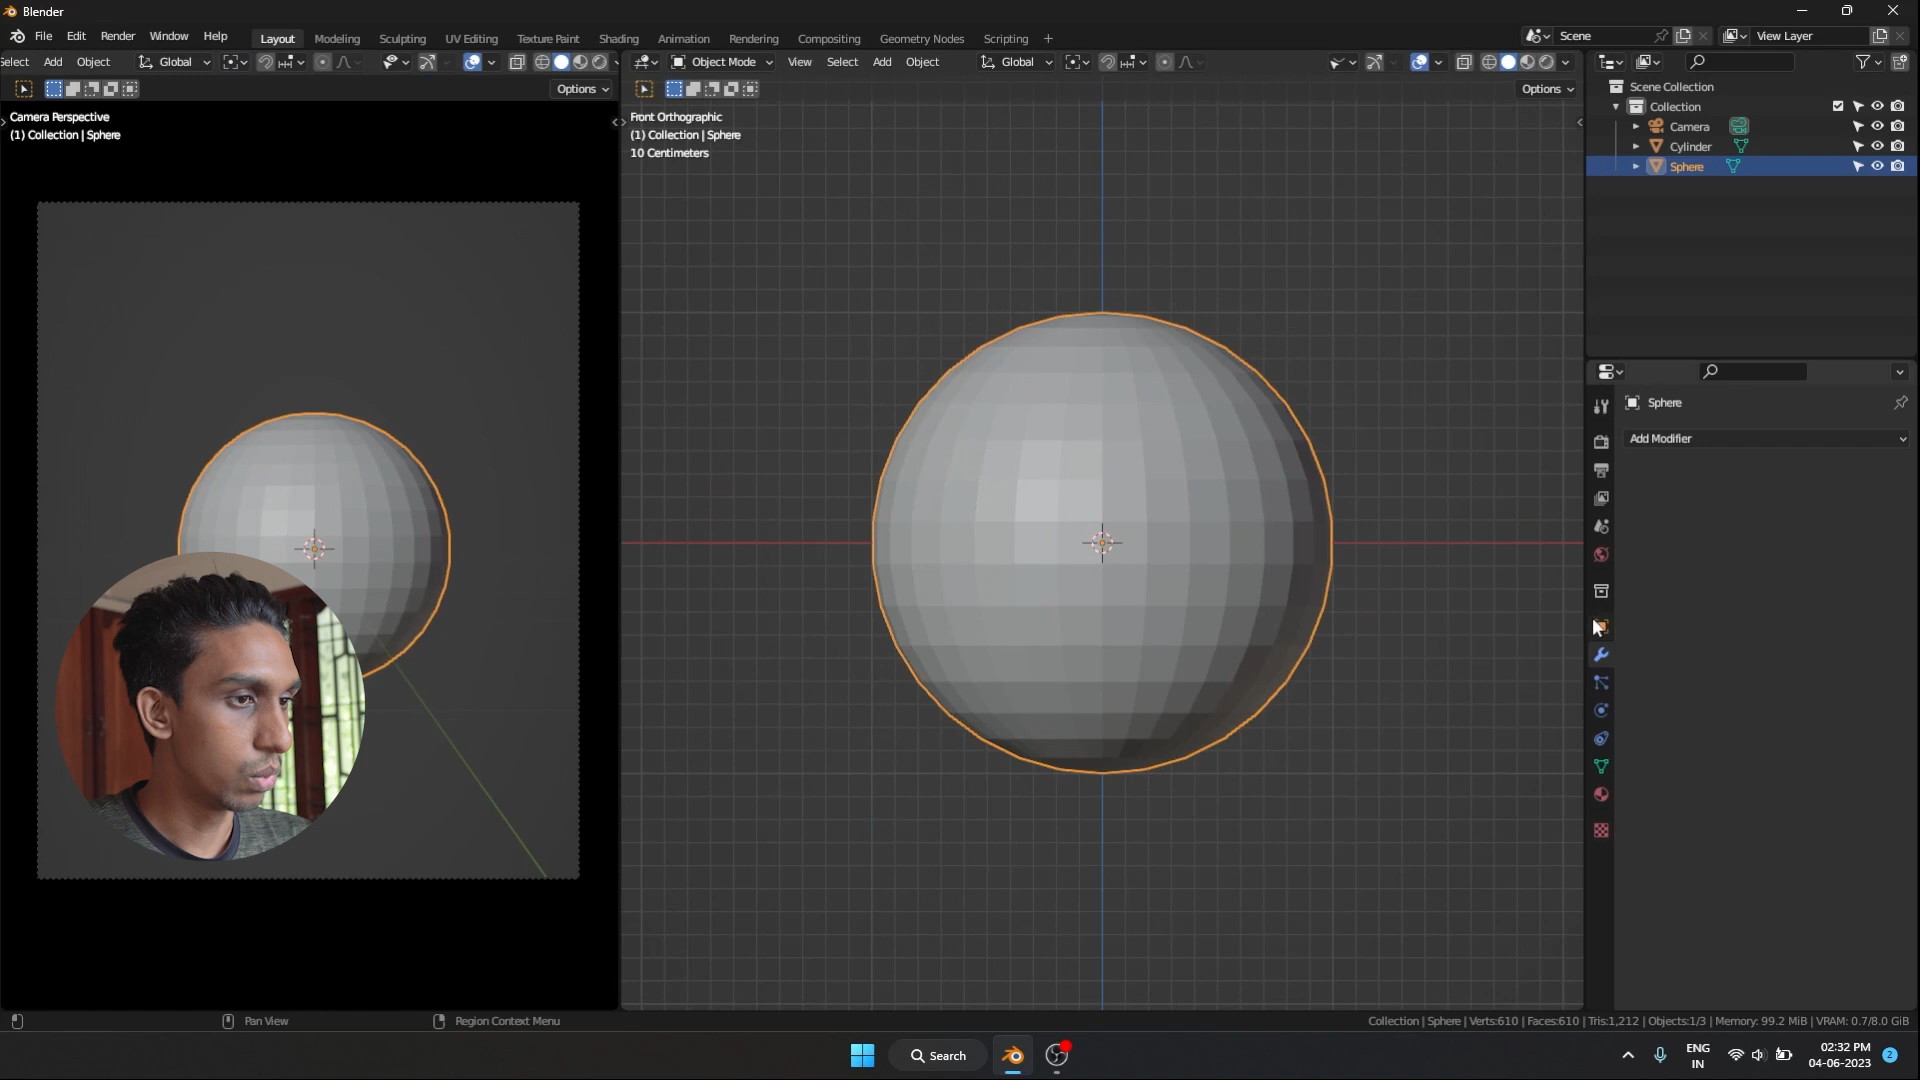 Blender
File Edit Render Window Help Layout Modeling Sculpting UV Editing Texture Paint Shading Animation Rendering Compositing Geometry Nodes Scripting + Scene View Layer
Select Add Object Global Object Mode View Select Add Object Global
Options Options
Camera Perspective
(1) Collection | Sphere
Front Orthographic
(1) Collection | Sphere
10 Centimeters
Scene Collection
Collection
Camera
Cylinder
Sphere
Sphere
Add Modifier
Pan View Region Context Menu Collection | Sphere | Verts:610 | Faces:610 | Tris:1,212 | Objects:1/3 | Memory: 99.2 MiB | VRAM: 0.7/8.0 GiB
Search
ENG
IN
02:32 PM
04-06-2023
2